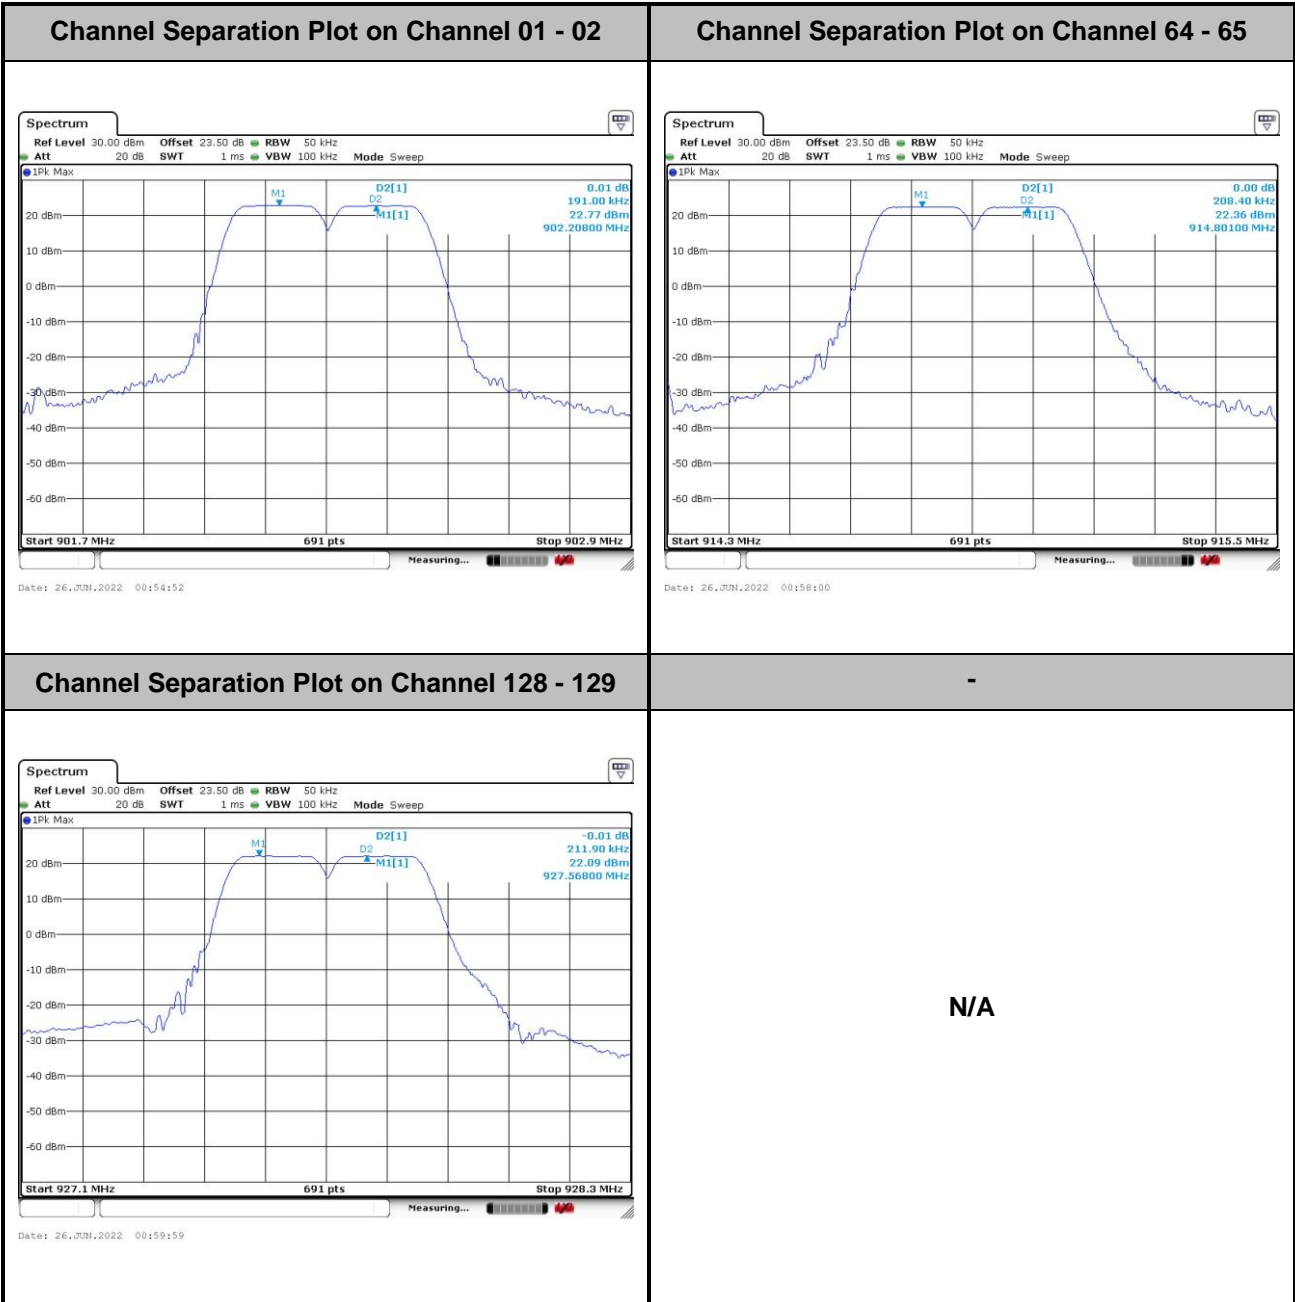 Channel Separation Plot on Channel 01 - 02
Channel Separation Plot on Channel 64 - 65
Spectrum
Ref Level 30.00 dBm Offset 23.50 dB RBW 50 kHz
Att 20 dB SWT 1 ms VBW 100 kHz Mode Sweep
1Pk Max
D2[1] 0.01 dB
191.00 kHz
M1[1] 22.77 dBm
902.20800 MHz
M1
D2
20 dBm
10 dBm
0 dBm
-10 dBm
-20 dBm
-30 dBm
-40 dBm
-50 dBm
-60 dBm
Start 901.7 MHz 691 pts Stop 902.9 MHz
Measuring...
Date: 26.JUN.2022 00:54:52
Spectrum
Ref Level 30.00 dBm Offset 23.50 dB RBW 50 kHz
Att 20 dB SWT 1 ms VBW 100 kHz Mode Sweep
1Pk Max
D2[1] 0.00 dB
208.40 kHz
M1[1] 22.36 dBm
914.80100 MHz
M1
D2
20 dBm
10 dBm
0 dBm
-10 dBm
-20 dBm
-30 dBm
-40 dBm
-50 dBm
-60 dBm
Start 914.3 MHz 691 pts Stop 915.5 MHz
Measuring...
Date: 26.JUN.2022 00:58:00
Channel Separation Plot on Channel 128 - 129
-
Spectrum
Ref Level 30.00 dBm Offset 23.50 dB RBW 50 kHz
Att 20 dB SWT 1 ms VBW 100 kHz Mode Sweep
1Pk Max
D2[1] -0.01 dB
211.90 kHz
M1[1] 22.09 dBm
927.56800 MHz
M1
D2
20 dBm
10 dBm
0 dBm
-10 dBm
-20 dBm
-30 dBm
-40 dBm
-50 dBm
-60 dBm
Start 927.1 MHz 691 pts Stop 928.3 MHz
Measuring...
Date: 26.JUN.2022 00:59:59
N/A